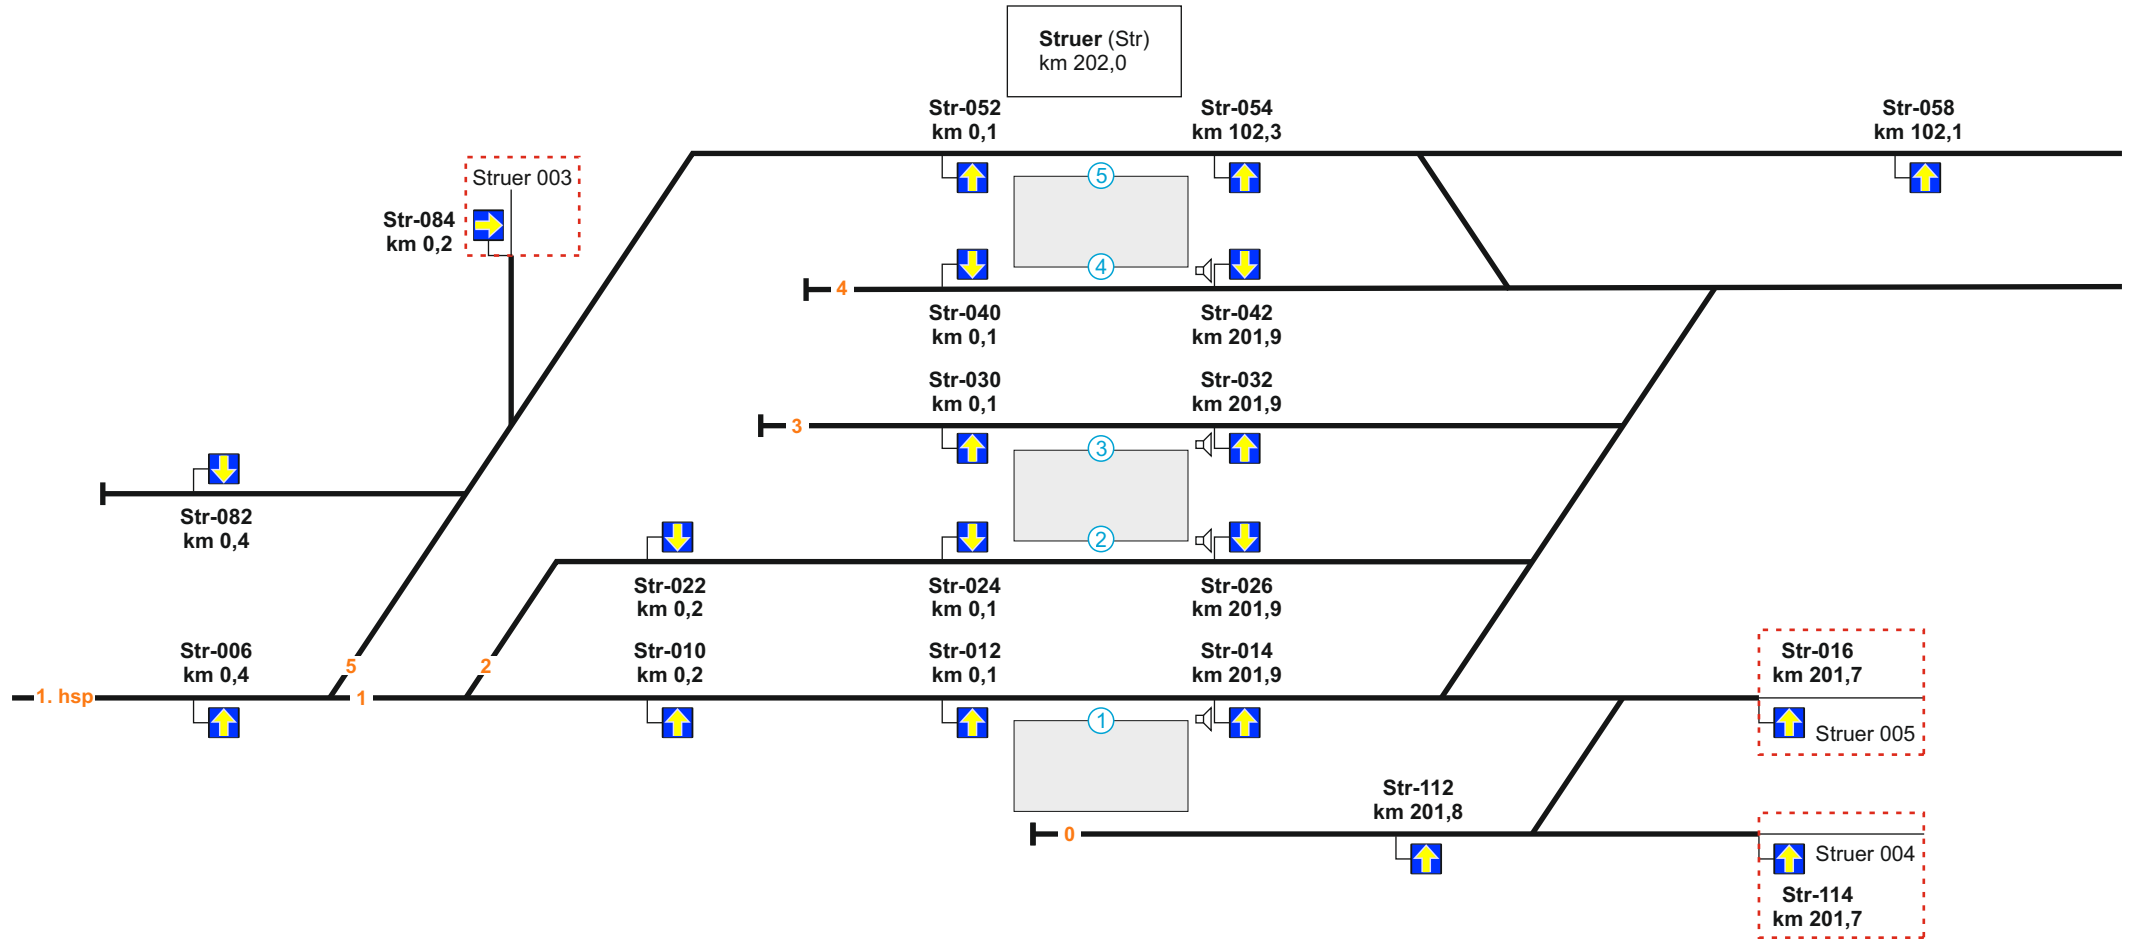 Struer (Str)
km 202,0
Str-052
km 0,1
Str-054
km 102,3
Str-058
km 102,1
Struer 003
5
Str-084
km 0,2
4
4
Str-040
km 0,1
Str-042
km 201,9
Str-030
km 0,1
Str-032
km 201,9
3
3
Str-082
km 0,4
2
Str-022
km 0,2
Str-024
km 0,1
Str-026
km 201,9
Str-006
km 0,4
5
2
Str-010
km 0,2
Str-012
km 0,1
Str-014
km 201,9
Str-016
km 201,7
1. hsp
1
1
Struer 005
Str-112
km 201,8
0
Struer 004
Str-114
km 201,7